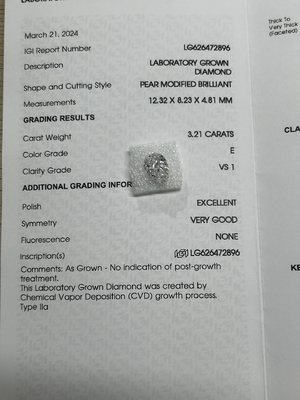 March 21, 2024
IGI Report Number LG626472896
Description LABORATORY GROWN
DIAMOND
Shape and Cutting Style PEAR MODIFIED BRILLIANT
Measurements 12.32 X 8.23 X 4.81 MM
GRADING RESULTS
Carat Weight 3.21 CARATS
Color Grade E
Clarity Grade VS 1
ADDITIONAL GRADING INFOR
Polish EXCELLENT
Symmetry VERY GOOD
Fluorescence NONE
Inscription(s) LG626472896
Comments: As Grown - No indication of post-growth
treatment.
This Laboratory Grown Diamond was created by
Chemical Vapor Deposition (CVD) growth process.
Type IIa
Thick To
Very Thick
(Faceted)
CLA
KE